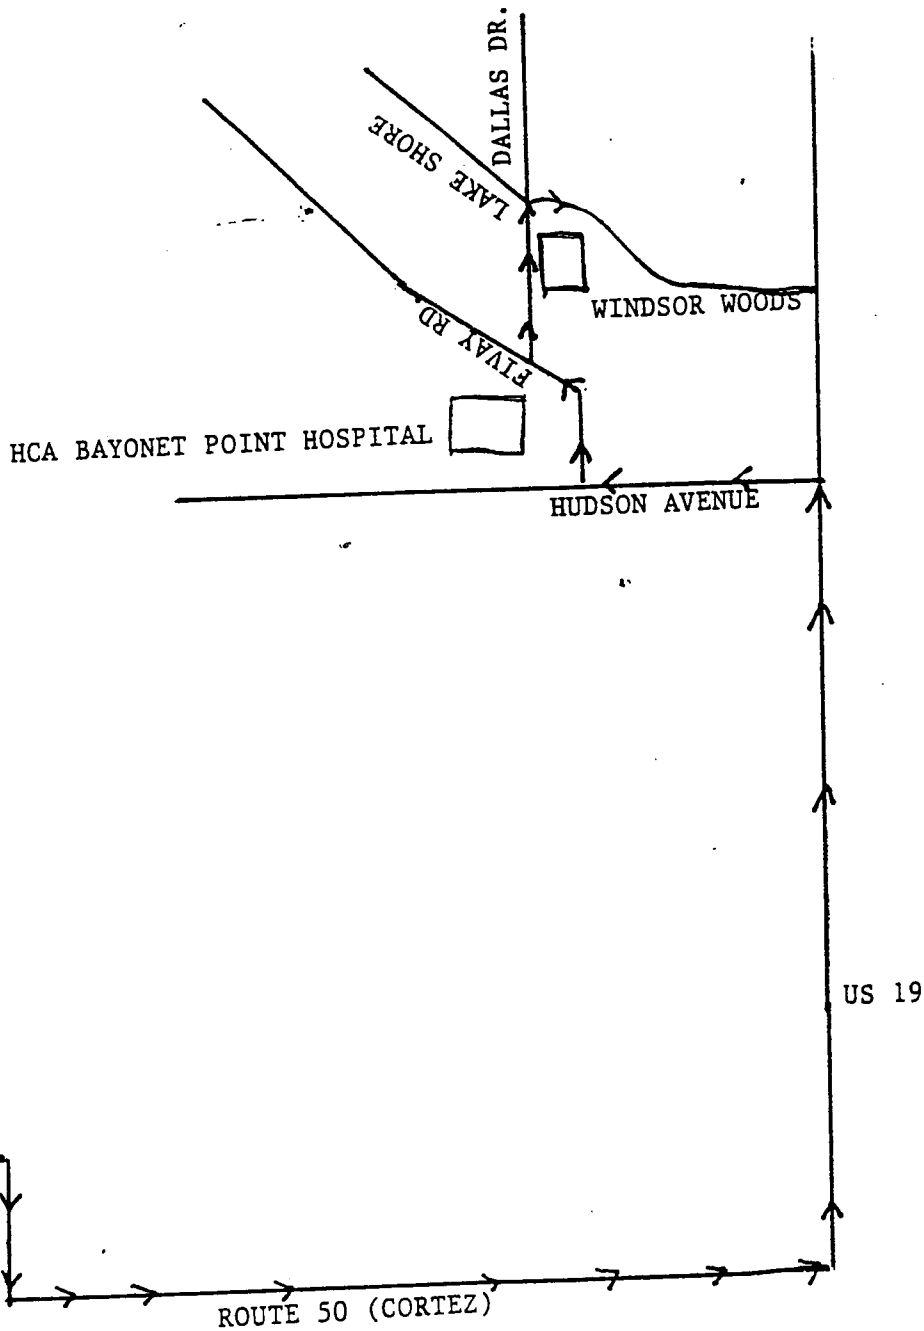 DALLAS DR.
LAKE SHORE
WINDSOR WOODS
FIVAY RD
HCA BAYONET POINT HOSPITAL
HUDSON AVENUE
US 19
ROUTE 50 (CORTEZ)